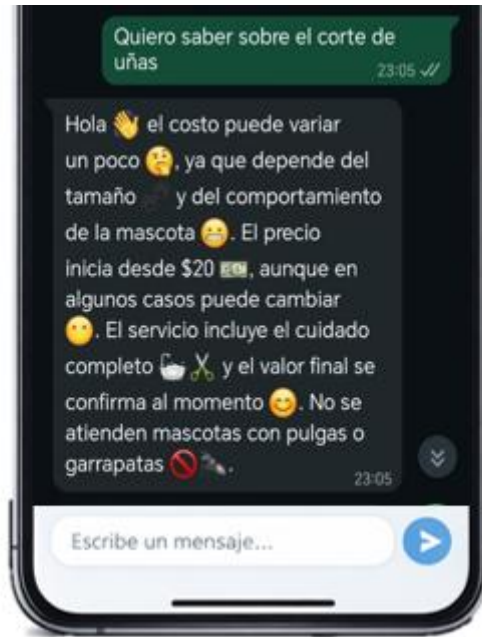 Quiero saber sobre el corte de
uñas
23:05
Hola 👋 el costo puede variar
un poco 🤔, ya que depende del
tamaño y del comportamiento
de la mascota 😬. El precio
inicia desde $20 💵, aunque en
algunos casos puede cambiar
😶. El servicio incluye el cuidado
completo 🛁✂️ y el valor final se
confirma al momento 😊. No se
atienden mascotas con pulgas o
garrapatas 🚫🐜.
23:05
Escribe un mensaje...